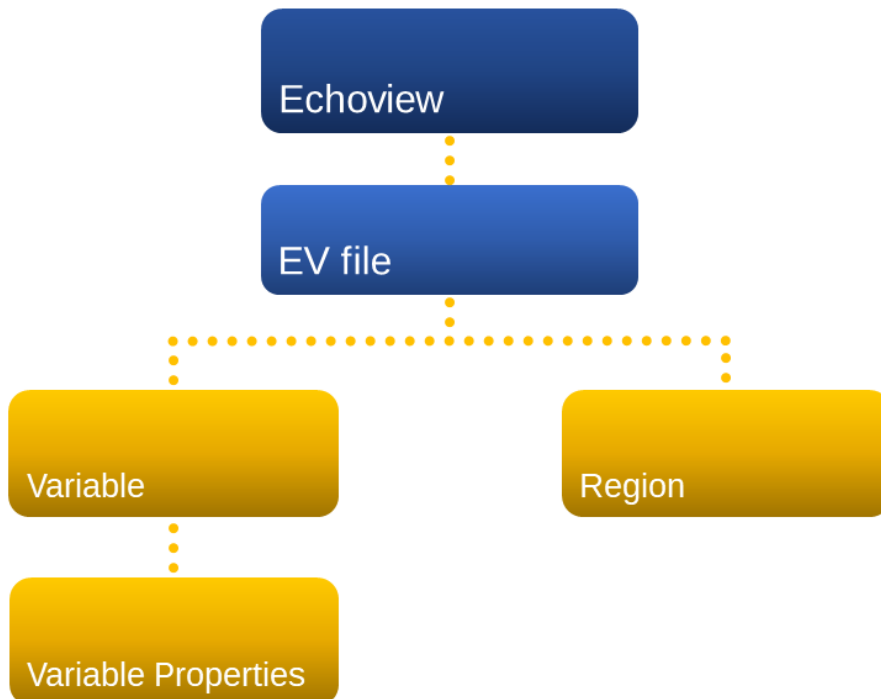 Echoview
EV file
Variable
Region
Variable Properties